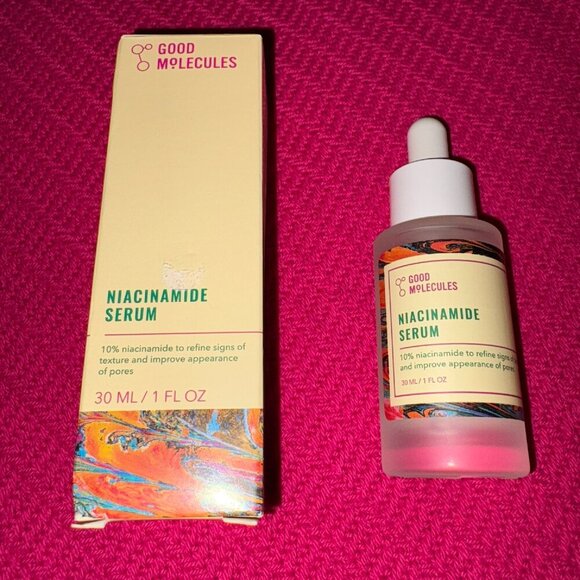 GOOD
MOLECULES
NIACINAMIDE
SERUM
10% niacinamide to refine signs of
texture and improve appearance
of pores
30 ML / 1 FL OZ
GOOD
MOLECULES
NIACINAMIDE
SERUM
10% niacinamide to refine signs of
and improve appearance of pores
30 ML / 1 FL OZ